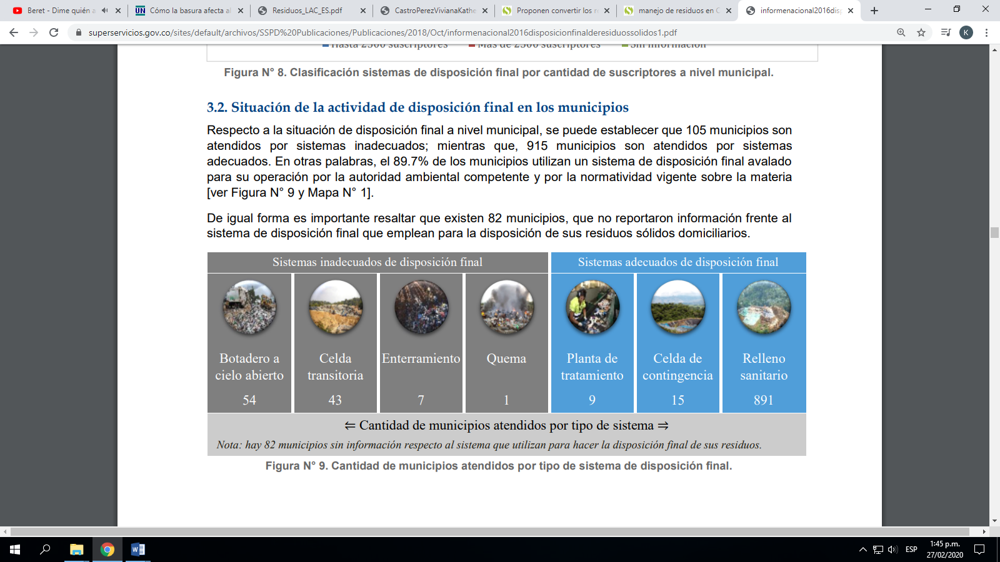 Beret - Dime quién a
Cómo la basura afecta al
Residuos_LAC_ES.pdf
CastroPerezVivianaKathe
Proponen convertir los re
manejo de residuos en C
informenacional2016disp
superservicios.gov.co/sites/default/archivos/SSPD%20Publicaciones/Publicaciones/2018/Oct/informenacional2016disposicionfinalderesiduossolidos1.pdf
K
Hasta 2500 suscriptores Más de 2500 suscriptores Sin información
Figura N° 8. Clasificación sistemas de disposición final por cantidad de suscriptores a nivel municipal.
3.2. Situación de la actividad de disposición final en los municipios
Respecto a la situación de disposición final a nivel municipal, se puede establecer que 105 municipios son
atendidos por sistemas inadecuados; mientras que, 915 municipios son atendidos por sistemas
adecuados. En otras palabras, el 89.7% de los municipios utilizan un sistema de disposición final avalado
para su operación por la autoridad ambiental competente y por la normatividad vigente sobre la materia
[ver Figura N° 9 y Mapa N° 1].
De igual forma es importante resaltar que existen 82 municipios, que no reportaron información frente al
sistema de disposición final que emplean para la disposición de sus residuos sólidos domiciliarios.
Sistemas inadecuados de disposición final
Sistemas adecuados de disposición final
Botadero a
cielo abierto
54
Celda
transitoria
43
Enterramiento
7
Quema
1
Planta de
tratamiento
9
Celda de
contingencia
15
Relleno
sanitario
891
⇐ Cantidad de municipios atendidos por tipo de sistema ⇒
Nota: hay 82 municipios sin información respecto al sistema que utilizan para hacer la disposición final de sus residuos.
Figura N° 9. Cantidad de municipios atendidos por tipo de sistema de disposición final.
ESP
1:45 p.m.
27/02/2020